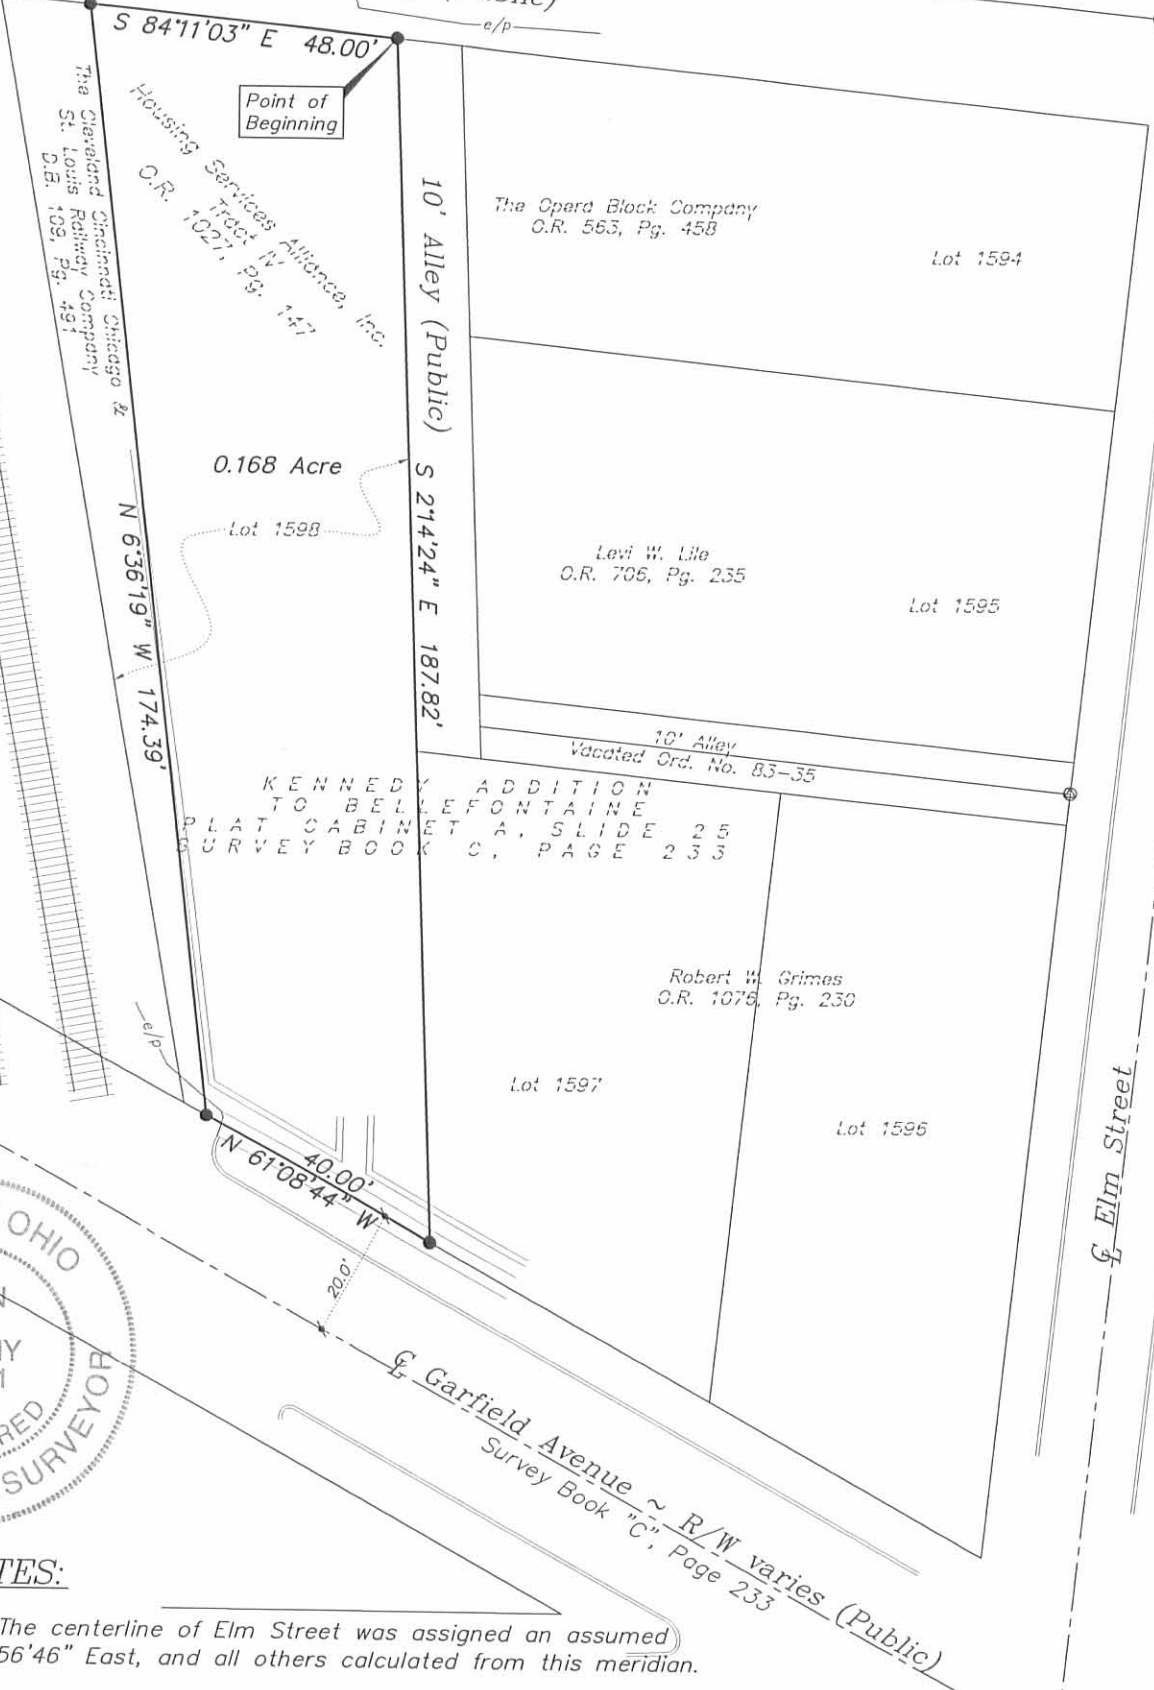 e/p
S 84°11'03" E 48.00'
Point of
Beginning
Housing Services Alliance, Inc.
Tract IV
O.R. 1027, Pg. 147
The Cleveland Cincinnati Chicago &
St. Louis Railway Company
D.B. 109, Pg. 491
10' Alley (Public)
S 2°14'24" E 187.82'
The Opera Block Company
O.R. 563, Pg. 458
Lot 1594
0.168 Acre
Lot 1598
N 6°36'19" W 174.39'
Levi W. Lile
O.R. 706, Pg. 235
Lot 1595
10' Alley
Vacated Ord. No. 83-35
KENNEDY ADDITION
TO BELLEFONTAINE
PLAT CABINET A, SLIDE 25
SURVEY BOOK C, PAGE 233
Robert W. Grimes
O.R. 1076, Pg. 230
e/p
Lot 1597
Lot 1596
℄ Elm Street
40.00'
N 61°08'44" W
20.0'
OHIO
SURVEYOR
℄ Garfield Avenue ~ R/W varies (Public)
Survey Book "C", Page 233
TES:
The centerline of Elm Street was assigned an assumed
56'46" East, and all others calculated from this meridian.